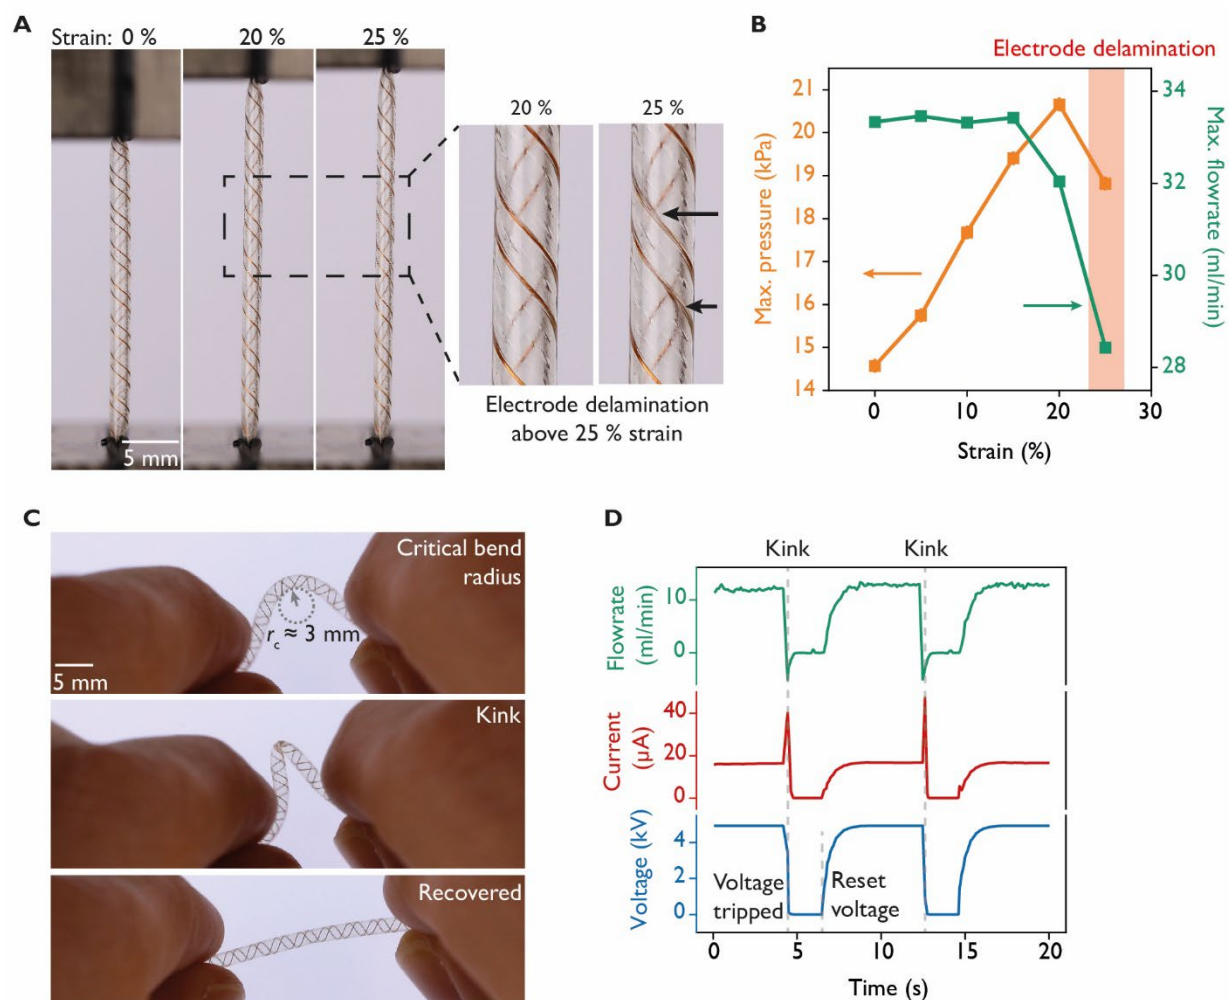 A
Strain: 0 %
20 %
25 %
5 mm
20 %
25 %
Electrode delamination
above 25 % strain
B
Electrode delamination
21
20
19
18
17
16
15
14
Max. pressure (kPa)
34
32
30
28
Max. flowrate (ml/min)
0
10
20
30
Strain (%)
C
Critical bend
radius
r_c ≈ 3 mm
5 mm
Kink
Recovered
D
Kink
Kink
10
0
Flowrate
(ml/min)
40
20
0
Current
(µA)
4
2
0
Voltage (kV)
Voltage
tripped
Reset
voltage
0
5
10
15
20
Time (s)